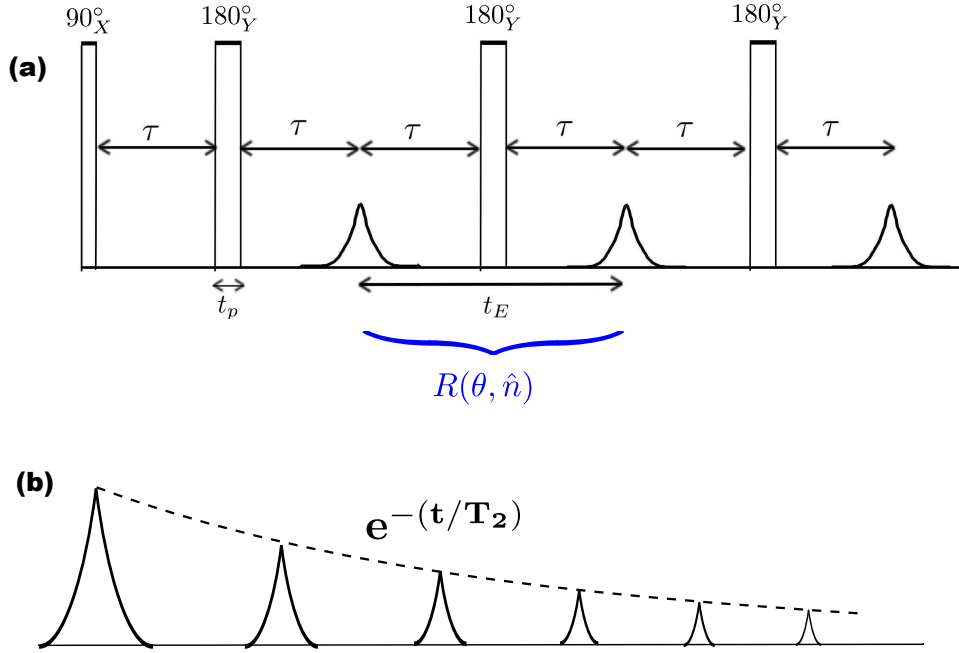 90°_X 180°_Y 180°_Y 180°_Y
(a)
τ τ τ τ τ τ
t_p t_E
R(θ, n̂)
(b)
e^{−(t/T_2)}